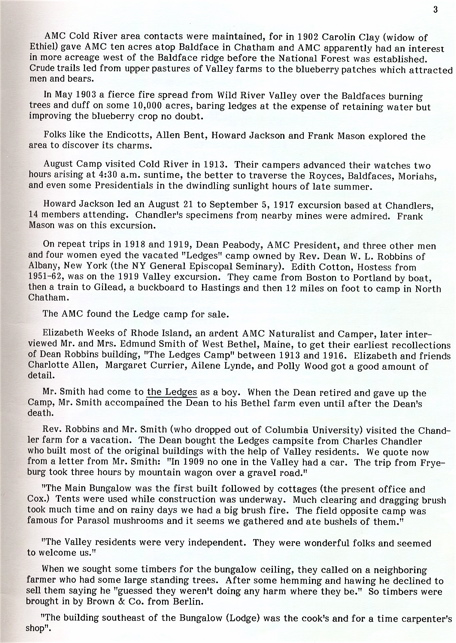 3
AMC Cold River area contacts were maintained, for in 1902 Carolin Clay (widow of
Ethiel) gave AMC ten acres atop Baldface in Chatham and AMC apparently had an interest
in more acreage west of the Baldface ridge before the National Forest was established.
Crude trails led from upper pastures of Valley farms to the blueberry patches which attracted
men and bears.
In May 1903 a fierce fire spread from Wild River Valley over the Baldfaces burning
trees and duff on some 10,000 acres, baring ledges at the expense of retaining water but
improving the blueberry crop no doubt.
Folks like the Endicotts, Allen Bent, Howard Jackson and Frank Mason explored the
area to discover its charms.
August Camp visited Cold River in 1913. Their campers advanced their watches two
hours arising at 4:30 a.m. suntime, the better to traverse the Royces, Baldfaces, Moriahs,
and even some Presidentials in the dwindling sunlight hours of late summer.
Howard Jackson led an August 21 to September 5, 1917 excursion based at Chandlers,
14 members attending. Chandler's specimens from nearby mines were admired. Frank
Mason was on this excursion.
On repeat trips in 1918 and 1919, Dean Peabody, AMC President, and three other men
and four women eyed the vacated "Ledges" camp owned by Rev. Dean W. L. Robbins of
Albany, New York (the NY General Episcopal Seminary). Edith Cotton, Hostess from
1951-62, was on the 1919 Valley excursion. They came from Boston to Portland by boat,
then a train to Gilead, a buckboard to Hastings and then 12 miles on foot to camp in North
Chatham.
The AMC found the Ledge camp for sale.
Elizabeth Weeks of Rhode Island, an ardent AMC Naturalist and Camper, later inter-
viewed Mr. and Mrs. Edmund Smith of West Bethel, Maine, to get their earliest recollections
of Dean Robbins building, "The Ledges Camp" between 1913 and 1916. Elizabeth and friends
Charlotte Allen, Margaret Currier, Ailene Lynde, and Polly Wood got a good amount of
detail.
Mr. Smith had come to the Ledges as a boy. When the Dean retired and gave up the
Camp, Mr. Smith accompained the Dean to his Bethel farm even until after the Dean's
death.
Rev. Robbins and Mr. Smith (who dropped out of Columbia University) visited the Chand-
ler farm for a vacation. The Dean bought the Ledges campsite from Charles Chandler
who built most of the original buildings with the help of Valley residents. We quote now
from a letter from Mr. Smith: "In 1909 no one in the Valley had a car. The trip from Frye-
burg took three hours by mountain wagon over a gravel road."
"The Main Bungalow was the first built followed by cottages (the present office and
Cox.) Tents were used while construction was underway. Much clearing and dragging brush
took much time and on rainy days we had a big brush fire. The field opposite camp was
famous for Parasol mushrooms and it seems we gathered and ate bushels of them."
"The Valley residents were very independent. They were wonderful folks and seemed
to welcome us."
When we sought some timbers for the bungalow ceiling, they called on a neighboring
farmer who had some large standing trees. After some hemming and hawing he declined to
sell them saying he "guessed they weren't doing any harm where they be." So timbers were
brought in by Brown & Co. from Berlin.
"The building southeast of the Bungalow (Lodge) was the cook's and for a time carpenter's
shop".